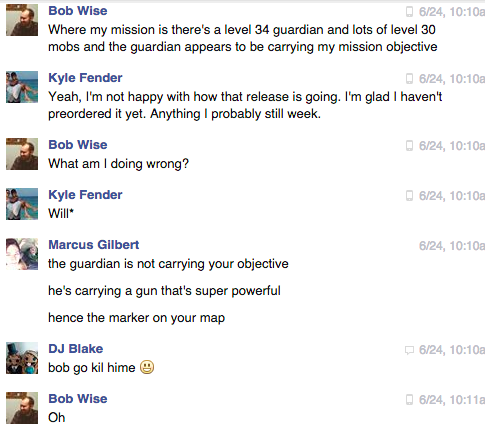 Bob Wise 6/24, 10:10a
Where my mission is there's a level 34 guardian and lots of level 30
mobs and the guardian appears to be carrying my mission objective
Kyle Fender 6/24, 10:10a
Yeah, I'm not happy with how that release is going. I'm glad I haven't
preordered it yet. Anything I probably still week.
Bob Wise 6/24, 10:10a
What am I doing wrong?
Kyle Fender 6/24, 10:10a
Will*
Marcus Gilbert 6/24, 10:10a
the guardian is not carrying your objective
he's carrying a gun that's super powerful
hence the marker on your map
DJ Blake 6/24, 10:10a
bob go kil hime 😃
Bob Wise 6/24, 10:11a
Oh